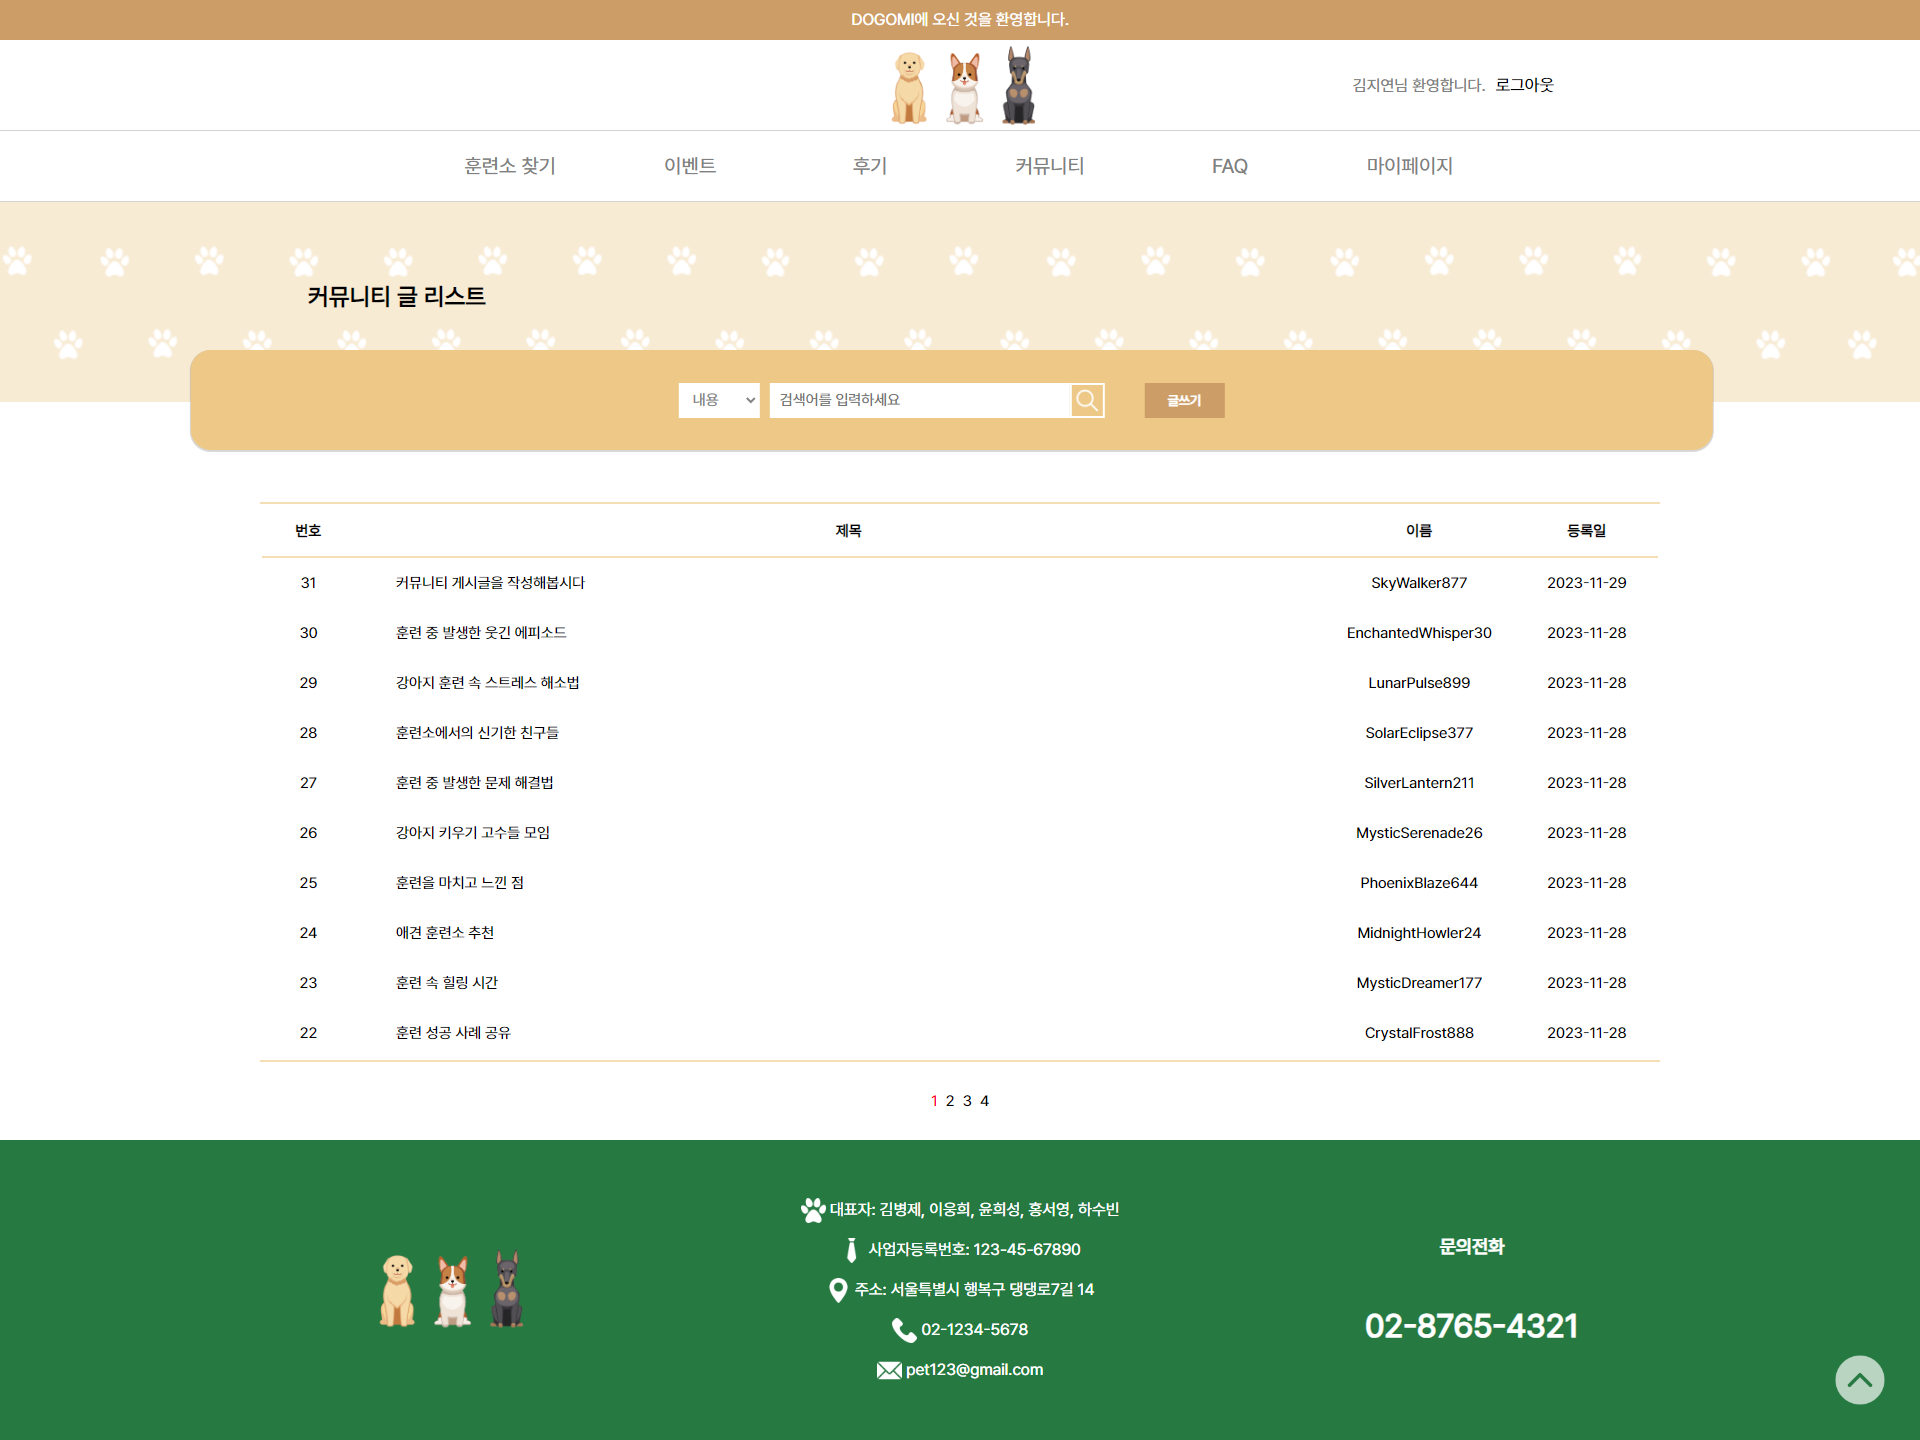 DOGOMI에 오신 것을 환영합니다.
김지연님 환영합니다. 로그아웃
훈련소 찾기 이벤트 후기 커뮤니티 FAQ 마이페이지
커뮤니티 글 리스트
내용 검색어를 입력하세요 글쓰기
번호 제목 이름 등록일
31 커뮤니티 게시글을 작성해봅시다 SkyWalker877 2023-11-29
30 훈련 중 발생한 웃긴 에피소드 EnchantedWhisper30 2023-11-28
29 강아지 훈련 속 스트레스 해소법 LunarPulse899 2023-11-28
28 훈련소에서의 신기한 친구들 SolarEclipse377 2023-11-28
27 훈련 중 발생한 문제 해결법 SilverLantern211 2023-11-28
26 강아지 키우기 고수들 모임 MysticSerenade26 2023-11-28
25 훈련을 마치고 느낀 점 PhoenixBlaze644 2023-11-28
24 애견 훈련소 추천 MidnightHowler24 2023-11-28
23 훈련 속 힐링 시간 MysticDreamer177 2023-11-28
22 훈련 성공 사례 공유 CrystalFrost888 2023-11-28
1 2 3 4
대표자: 김병제, 이웅희, 윤희성, 홍서영, 하수빈
사업자등록번호: 123-45-67890
주소: 서울특별시 행복구 댕댕로7길 14
02-1234-5678
pet123@gmail.com
문의전화
02-8765-4321